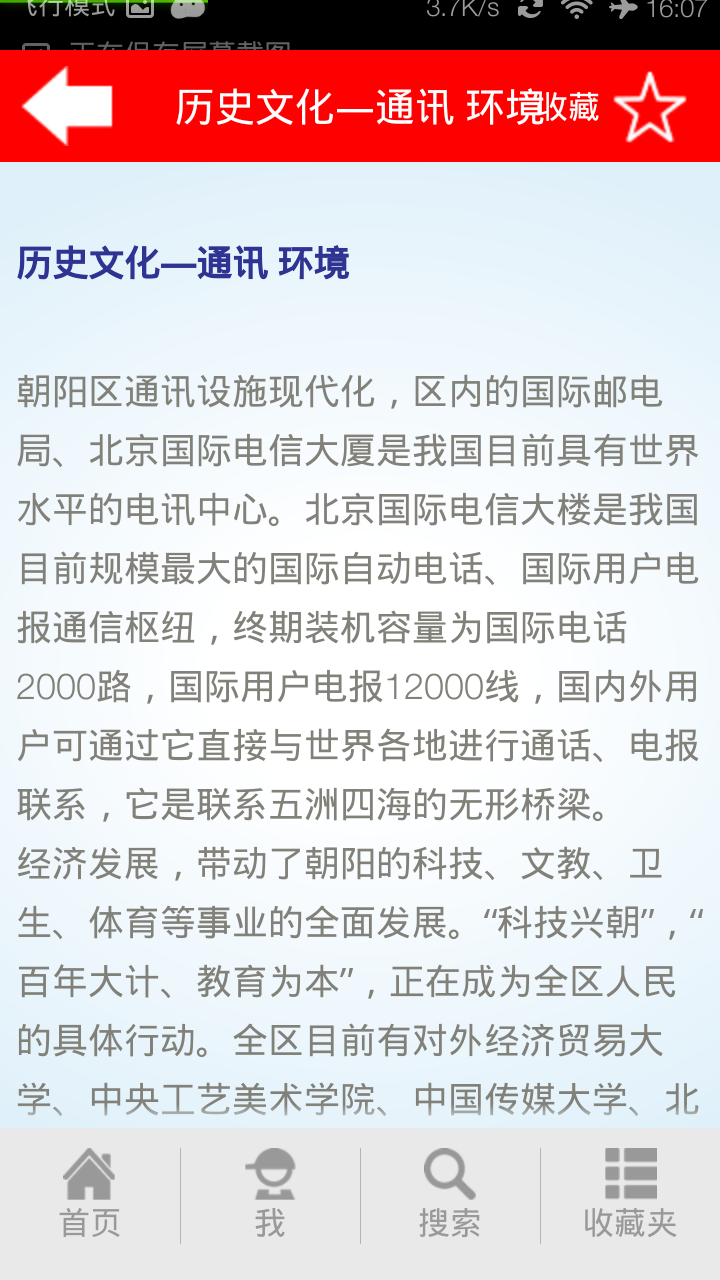 飞行模式 3.7K/s 16:07
正在保存屏幕截图
历史文化—通讯 环境 收藏
历史文化—通讯 环境
朝阳区通讯设施现代化，区内的国际邮电
局、北京国际电信大厦是我国目前具有世界
水平的电讯中心。北京国际电信大楼是我国
目前规模最大的国际自动电话、国际用户电
报通信枢纽，终期装机容量为国际电话
2000路，国际用户电报12000线，国内外用
户可通过它直接与世界各地进行通话、电报
联系，它是联系五洲四海的无形桥梁。
经济发展，带动了朝阳的科技、文教、卫
生、体育等事业的全面发展。“科技兴朝”，“
百年大计、教育为本”，正在成为全区人民
的具体行动。全区目前有对外经济贸易大
学、中央工艺美术学院、中国传媒大学、北
首页 我 搜索 收藏夹